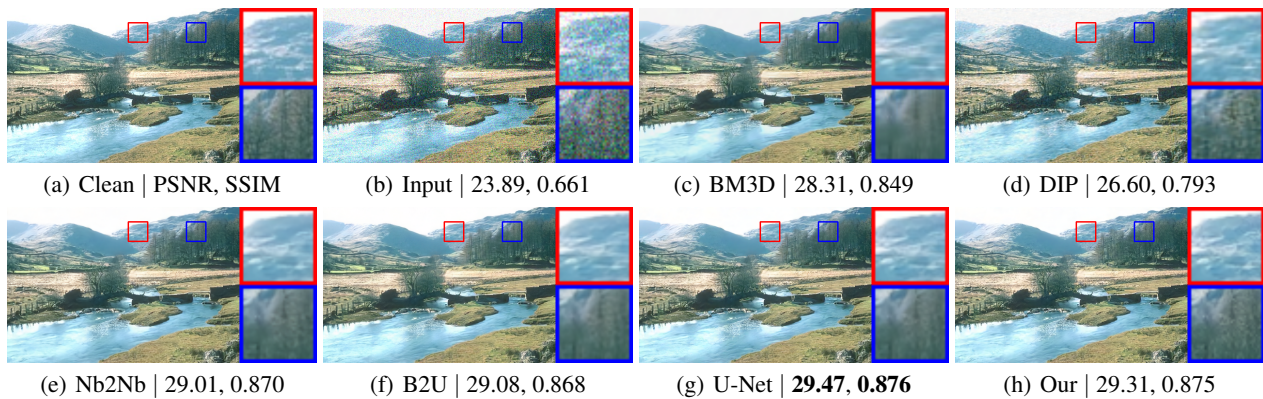 (a) Clean | PSNR, SSIM
(b) Input | 23.89, 0.661
(c) BM3D | 28.31, 0.849
(d) DIP | 26.60, 0.793
(e) Nb2Nb | 29.01, 0.870
(f) B2U | 29.08, 0.868
(g) U-Net | 29.47, 0.876
(h) Our | 29.31, 0.875